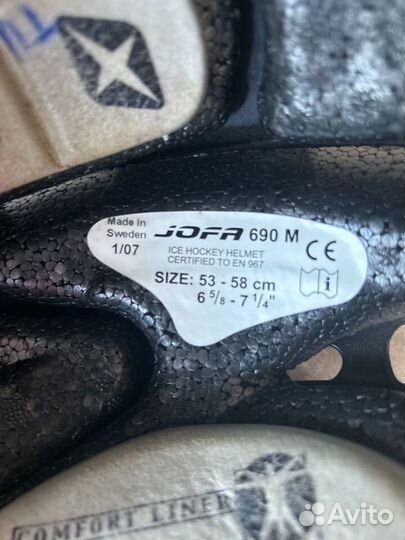 Made in
Sweden
1/07
JOFA 690 M
ICE HOCKEY HELMET
CERTIFIED TO EN 967
CE
i
SIZE: 53 - 58 cm
6 5/8 - 7 1/4"
COMFORT LINER
Avito